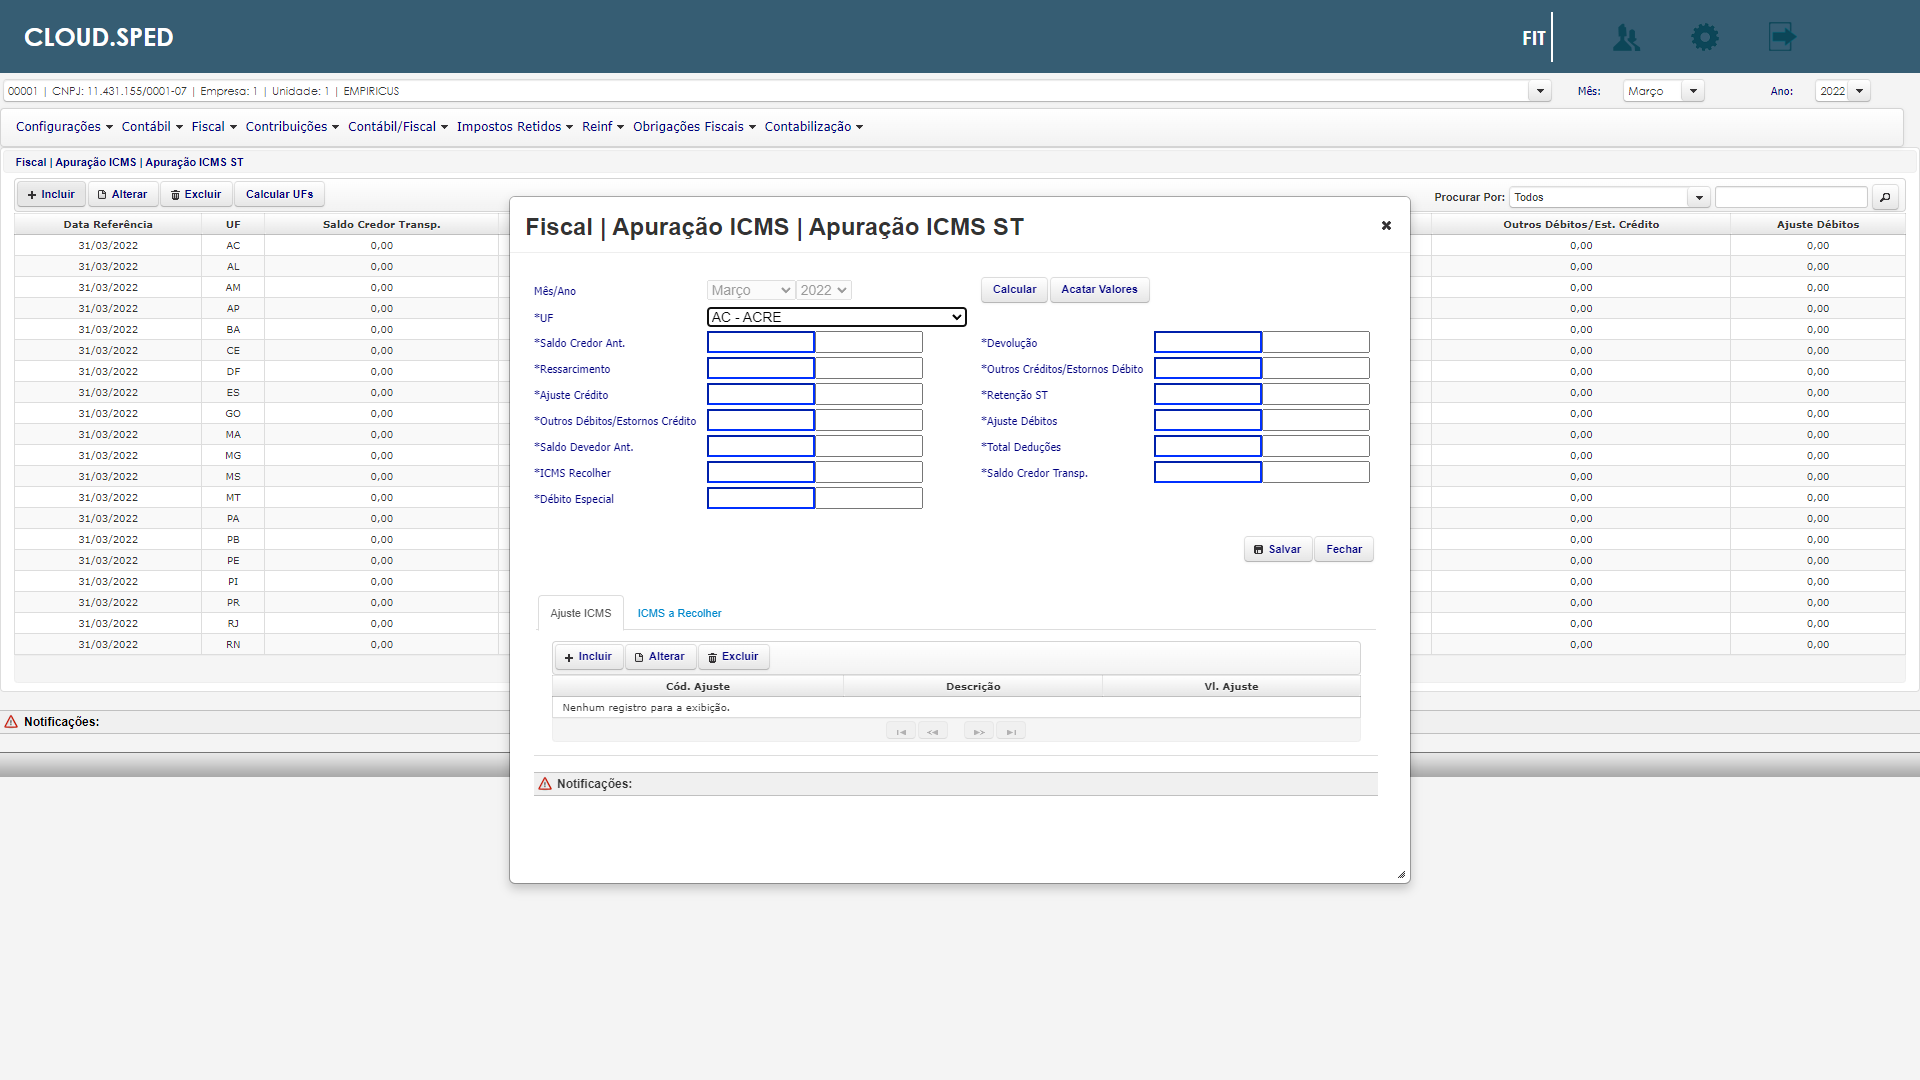 CLOUD.SPED
FIT
00001 | CNPJ: 11.431.155/0001-07 | Empresa: 1 | Unidade: 1 | EMPIRICUS
Mês: Março
Ano: 2022
Configurações Contábil Fiscal Contribuições Contábil/Fiscal Impostos Retidos Reinf Obrigações Fiscais Contabilização
Fiscal | Apuração ICMS | Apuração ICMS ST
Incluir Alterar Excluir Calcular UFs
Procurar Por: Todos
Data Referência UF Saldo Credor Transp. Outros Débitos/Est. Crédito Ajuste Débitos
31/03/2022 AC 0,00 0,00 0,00
31/03/2022 AL 0,00 0,00 0,00
31/03/2022 AM 0,00 0,00 0,00
31/03/2022 AP 0,00 0,00 0,00
31/03/2022 BA 0,00 0,00 0,00
31/03/2022 CE 0,00 0,00 0,00
31/03/2022 DF 0,00 0,00 0,00
31/03/2022 ES 0,00 0,00 0,00
31/03/2022 GO 0,00 0,00 0,00
31/03/2022 MA 0,00 0,00 0,00
31/03/2022 MG 0,00 0,00 0,00
31/03/2022 MS 0,00 0,00 0,00
31/03/2022 MT 0,00 0,00 0,00
31/03/2022 PA 0,00 0,00 0,00
31/03/2022 PB 0,00 0,00 0,00
31/03/2022 PE 0,00 0,00 0,00
31/03/2022 PI 0,00 0,00 0,00
31/03/2022 PR 0,00 0,00 0,00
31/03/2022 RJ 0,00 0,00 0,00
31/03/2022 RN 0,00 0,00 0,00
Notificações:
Fiscal | Apuração ICMS | Apuração ICMS ST
Mês/Ano Março 2022 Calcular Acatar Valores
*UF AC - ACRE
*Saldo Credor Ant. *Devolução
*Ressarcimento *Outros Créditos/Estornos Débito
*Ajuste Crédito *Retenção ST
*Outros Débitos/Estornos Crédito *Ajuste Débitos
*Saldo Devedor Ant. *Total Deduções
*ICMS Recolher *Saldo Credor Transp.
*Débito Especial
Salvar Fechar
Ajuste ICMS ICMS a Recolher
Incluir Alterar Excluir
Cód. Ajuste Descrição Vl. Ajuste
Nenhum registro para a exibição.
Notificações: